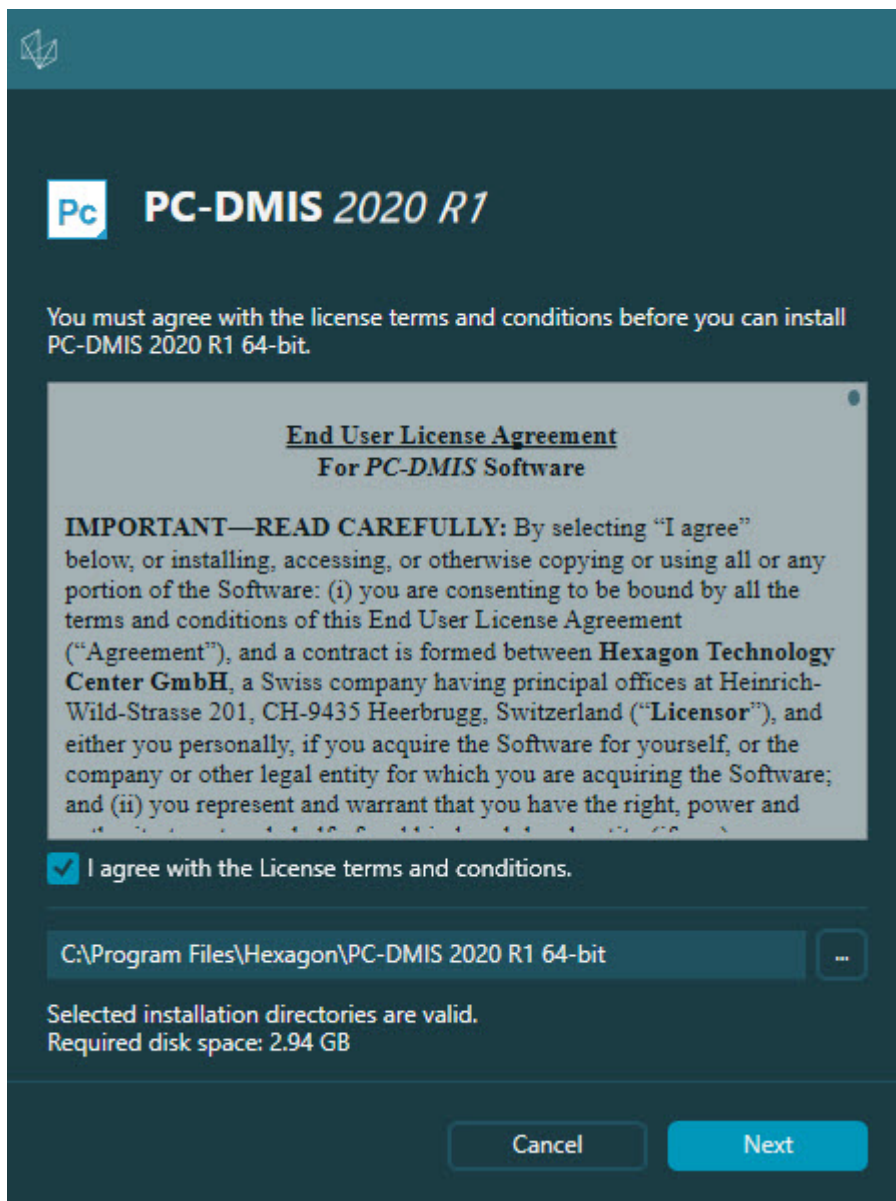 Pc
PC-DMIS 2020 R1
You must agree with the license terms and conditions before you can install
PC-DMIS 2020 R1 64-bit.
End User License Agreement
For PC-DMIS Software
IMPORTANT—READ CAREFULLY: By selecting “I agree”
below, or installing, accessing, or otherwise copying or using all or any
portion of the Software: (i) you are consenting to be bound by all the
terms and conditions of this End User License Agreement
(“Agreement”), and a contract is formed between Hexagon Technology
Center GmbH, a Swiss company having principal offices at Heinrich-
Wild-Strasse 201, CH-9435 Heerbrugg, Switzerland (“Licensor”), and
either you personally, if you acquire the Software for yourself, or the
company or other legal entity for which you are acquiring the Software;
and (ii) you represent and warrant that you have the right, power and
I agree with the License terms and conditions.
C:\Program Files\Hexagon\PC-DMIS 2020 R1 64-bit
...
Selected installation directories are valid.
Required disk space: 2.94 GB
Cancel
Next